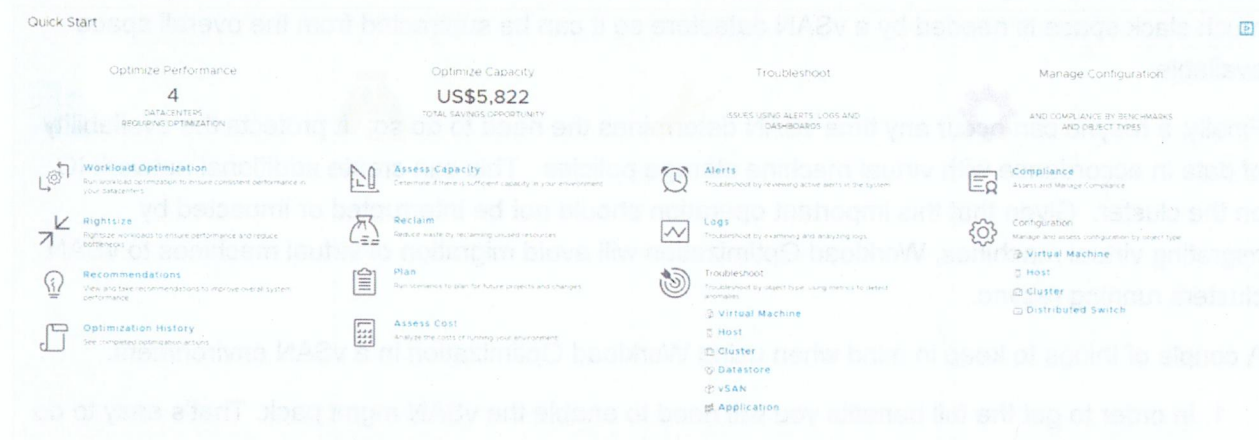 Quick Start
Optimize Performance
4
DATACENTERS
REQUIRING OPTIMIZATION
Workload Optimization
Run workload optimization to ensure consistent performance in
your datacenters.
Rightsize
Rightsize workloads to ensure performance and reduce
contention
Recommendations
View and take recommendations to improve overall system
performance
Optimization History
See completed optimization actions
Optimize Capacity
US$5,822
TOTAL SAVINGS OPPORTUNITY
Assess Capacity
Determine if there is sufficient capacity in your environment
Reclaim
Reduce waste by reclaiming unused resources
Plan
Run scenarios to plan for future projects and changes
Assess Cost
Analyze the costs of running your environment
Troubleshoot
ISSUES USING ALERTS, LOGS AND
DASHBOARDS
Alerts
Troubleshoot by reviewing active alerts in the system
Logs
Troubleshoot by examining and analyzing logs
Troubleshoot
Troubleshoot by object type using metrics to detect
anomalies
Virtual Machine
Host
Cluster
Datastore
vSAN
Application
Manage Configuration
AND COMPLIANCE BY BENCHMARKS
AND OBJECT TYPES
Compliance
Assess and Manage Compliance
Configuration
Manage and assess configuration by object type
Virtual Machine
Host
Cluster
Distributed Switch